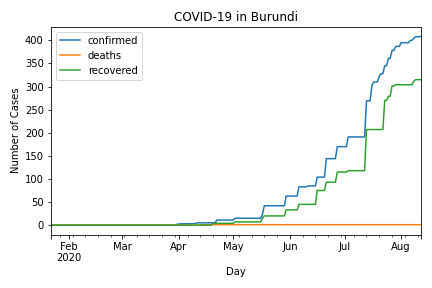 COVID-19 in Burundi
confirmed
deaths
recovered
Number of Cases
400
350
300
250
200
150
100
50
0
Feb Mar Apr May Jun Jul Aug
2020
Day